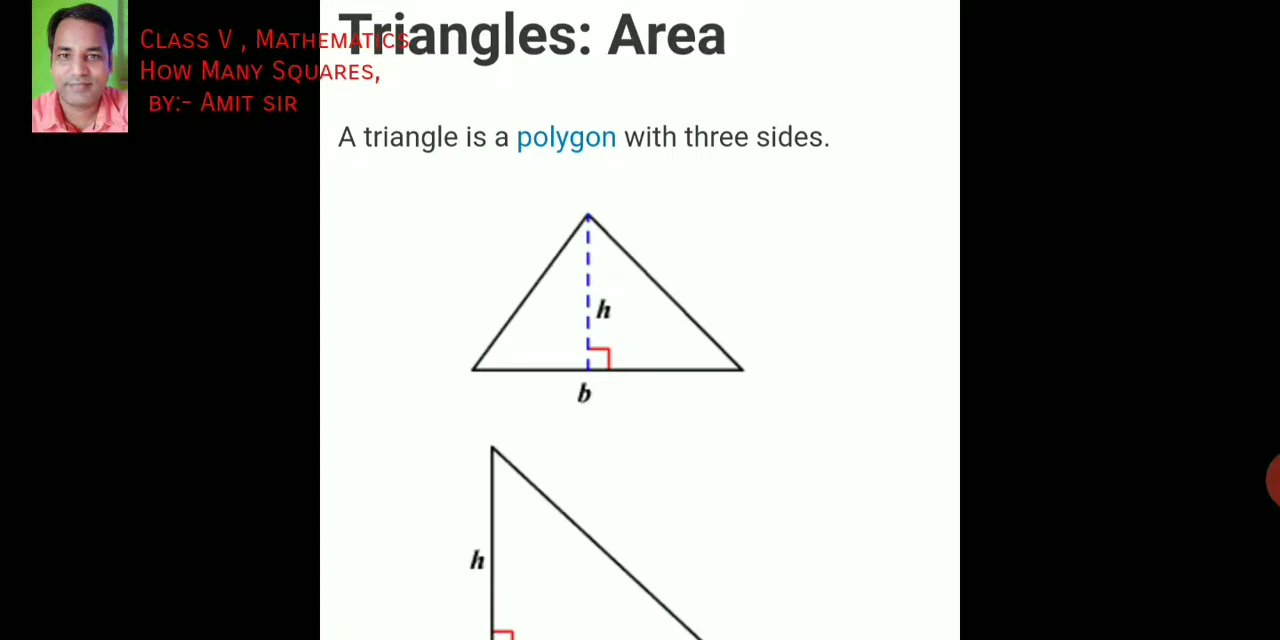 Triangles: Area
CLASS V , MATHEMATICS
HOW MANY SQUARES,
BY:- AMIT SIR
A triangle is a polygon with three sides.
h
b
h